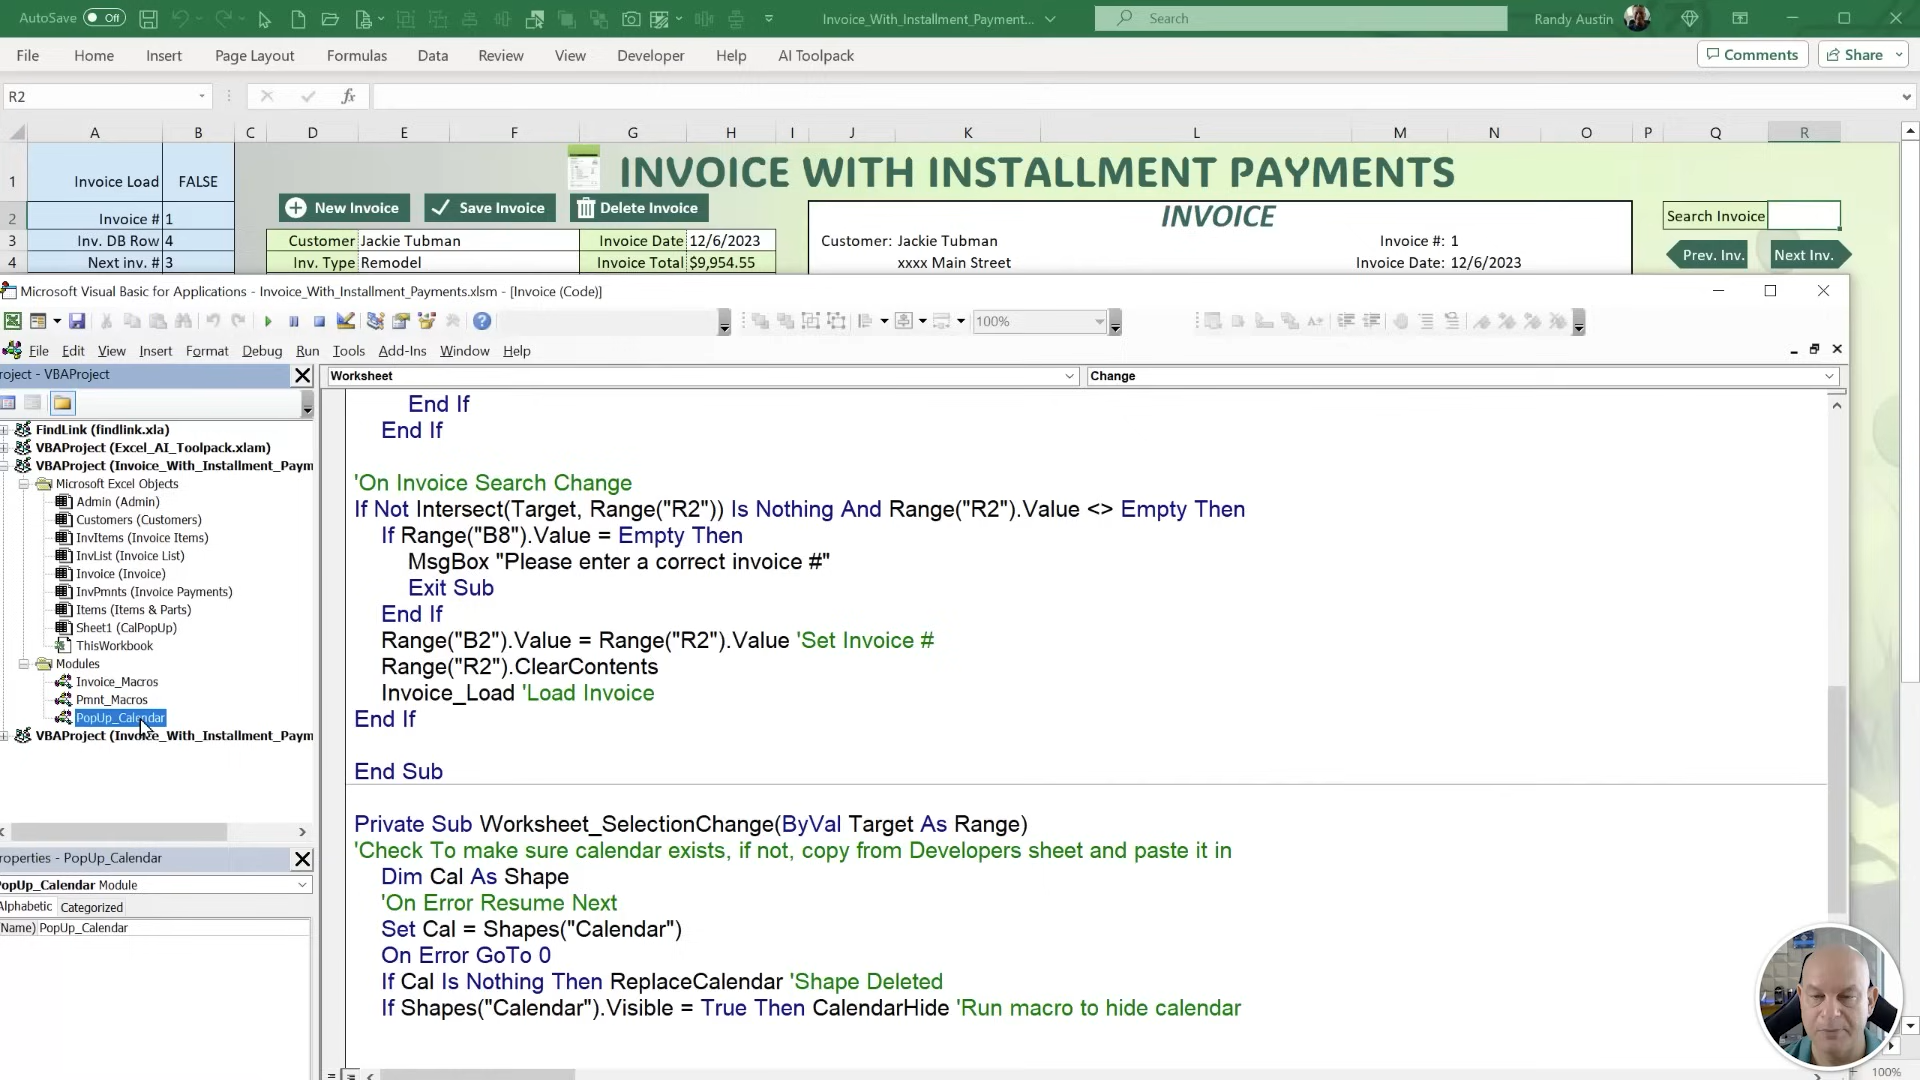 AutoSave Off
Invoice_With_Installment_Payment...
Search
Randy Austin
File Home Insert Page Layout Formulas Data Review View Developer Help AI Toolpack
Comments Share
R2 fx
A B C D E F G H I J K L M N O P Q R
1 Invoice Load FALSE
INVOICE WITH INSTALLMENT PAYMENTS
New Invoice Save Invoice Delete Invoice
2 Invoice # 1
INVOICE
Search Invoice
3 Inv. DB Row 4 Customer Jackie Tubman Invoice Date 12/6/2023 Customer: Jackie Tubman Invoice #: 1
4 Next inv. # 3 Inv. Type Remodel Invoice Total $9,954.55 xxxx Main Street Invoice Date: 12/6/2023
Prev. Inv. Next Inv.
Microsoft Visual Basic for Applications - Invoice_With_Installment_Payments.xlsm - [Invoice (Code)]
100%
File Edit View Insert Format Debug Run Tools Add-Ins Window Help
roject - VBAProject
FindLink (findlink.xla)
VBAProject (Excel_AI_Toolpack.xlam)
VBAProject (Invoice_With_Installment_Paym
Microsoft Excel Objects
Admin (Admin)
Customers (Customers)
InvItems (Invoice Items)
InvList (Invoice List)
Invoice (Invoice)
InvPmnts (Invoice Payments)
Items (Items & Parts)
Sheet1 (CalPopUp)
ThisWorkbook
Modules
Invoice_Macros
Pmnt_Macros
PopUp_Calendar
VBAProject (Invoice_With_Installment_Paym
roperties - PopUp_Calendar
PopUp_Calendar Module
Alphabetic Categorized
Name) PopUp_Calendar
Worksheet Change
End If
End If
'On Invoice Search Change
If Not Intersect(Target, Range("R2")) Is Nothing And Range("R2").Value <> Empty Then
If Range("B8").Value = Empty Then
MsgBox "Please enter a correct invoice #"
Exit Sub
End If
Range("B2").Value = Range("R2").Value 'Set Invoice #
Range("R2").ClearContents
Invoice_Load 'Load Invoice
End If
End Sub
Private Sub Worksheet_SelectionChange(ByVal Target As Range)
'Check To make sure calendar exists, if not, copy from Developers sheet and paste it in
Dim Cal As Shape
'On Error Resume Next
Set Cal = Shapes("Calendar")
On Error GoTo 0
If Cal Is Nothing Then ReplaceCalendar 'Shape Deleted
If Shapes("Calendar").Visible = True Then CalendarHide 'Run macro to hide calendar
100%